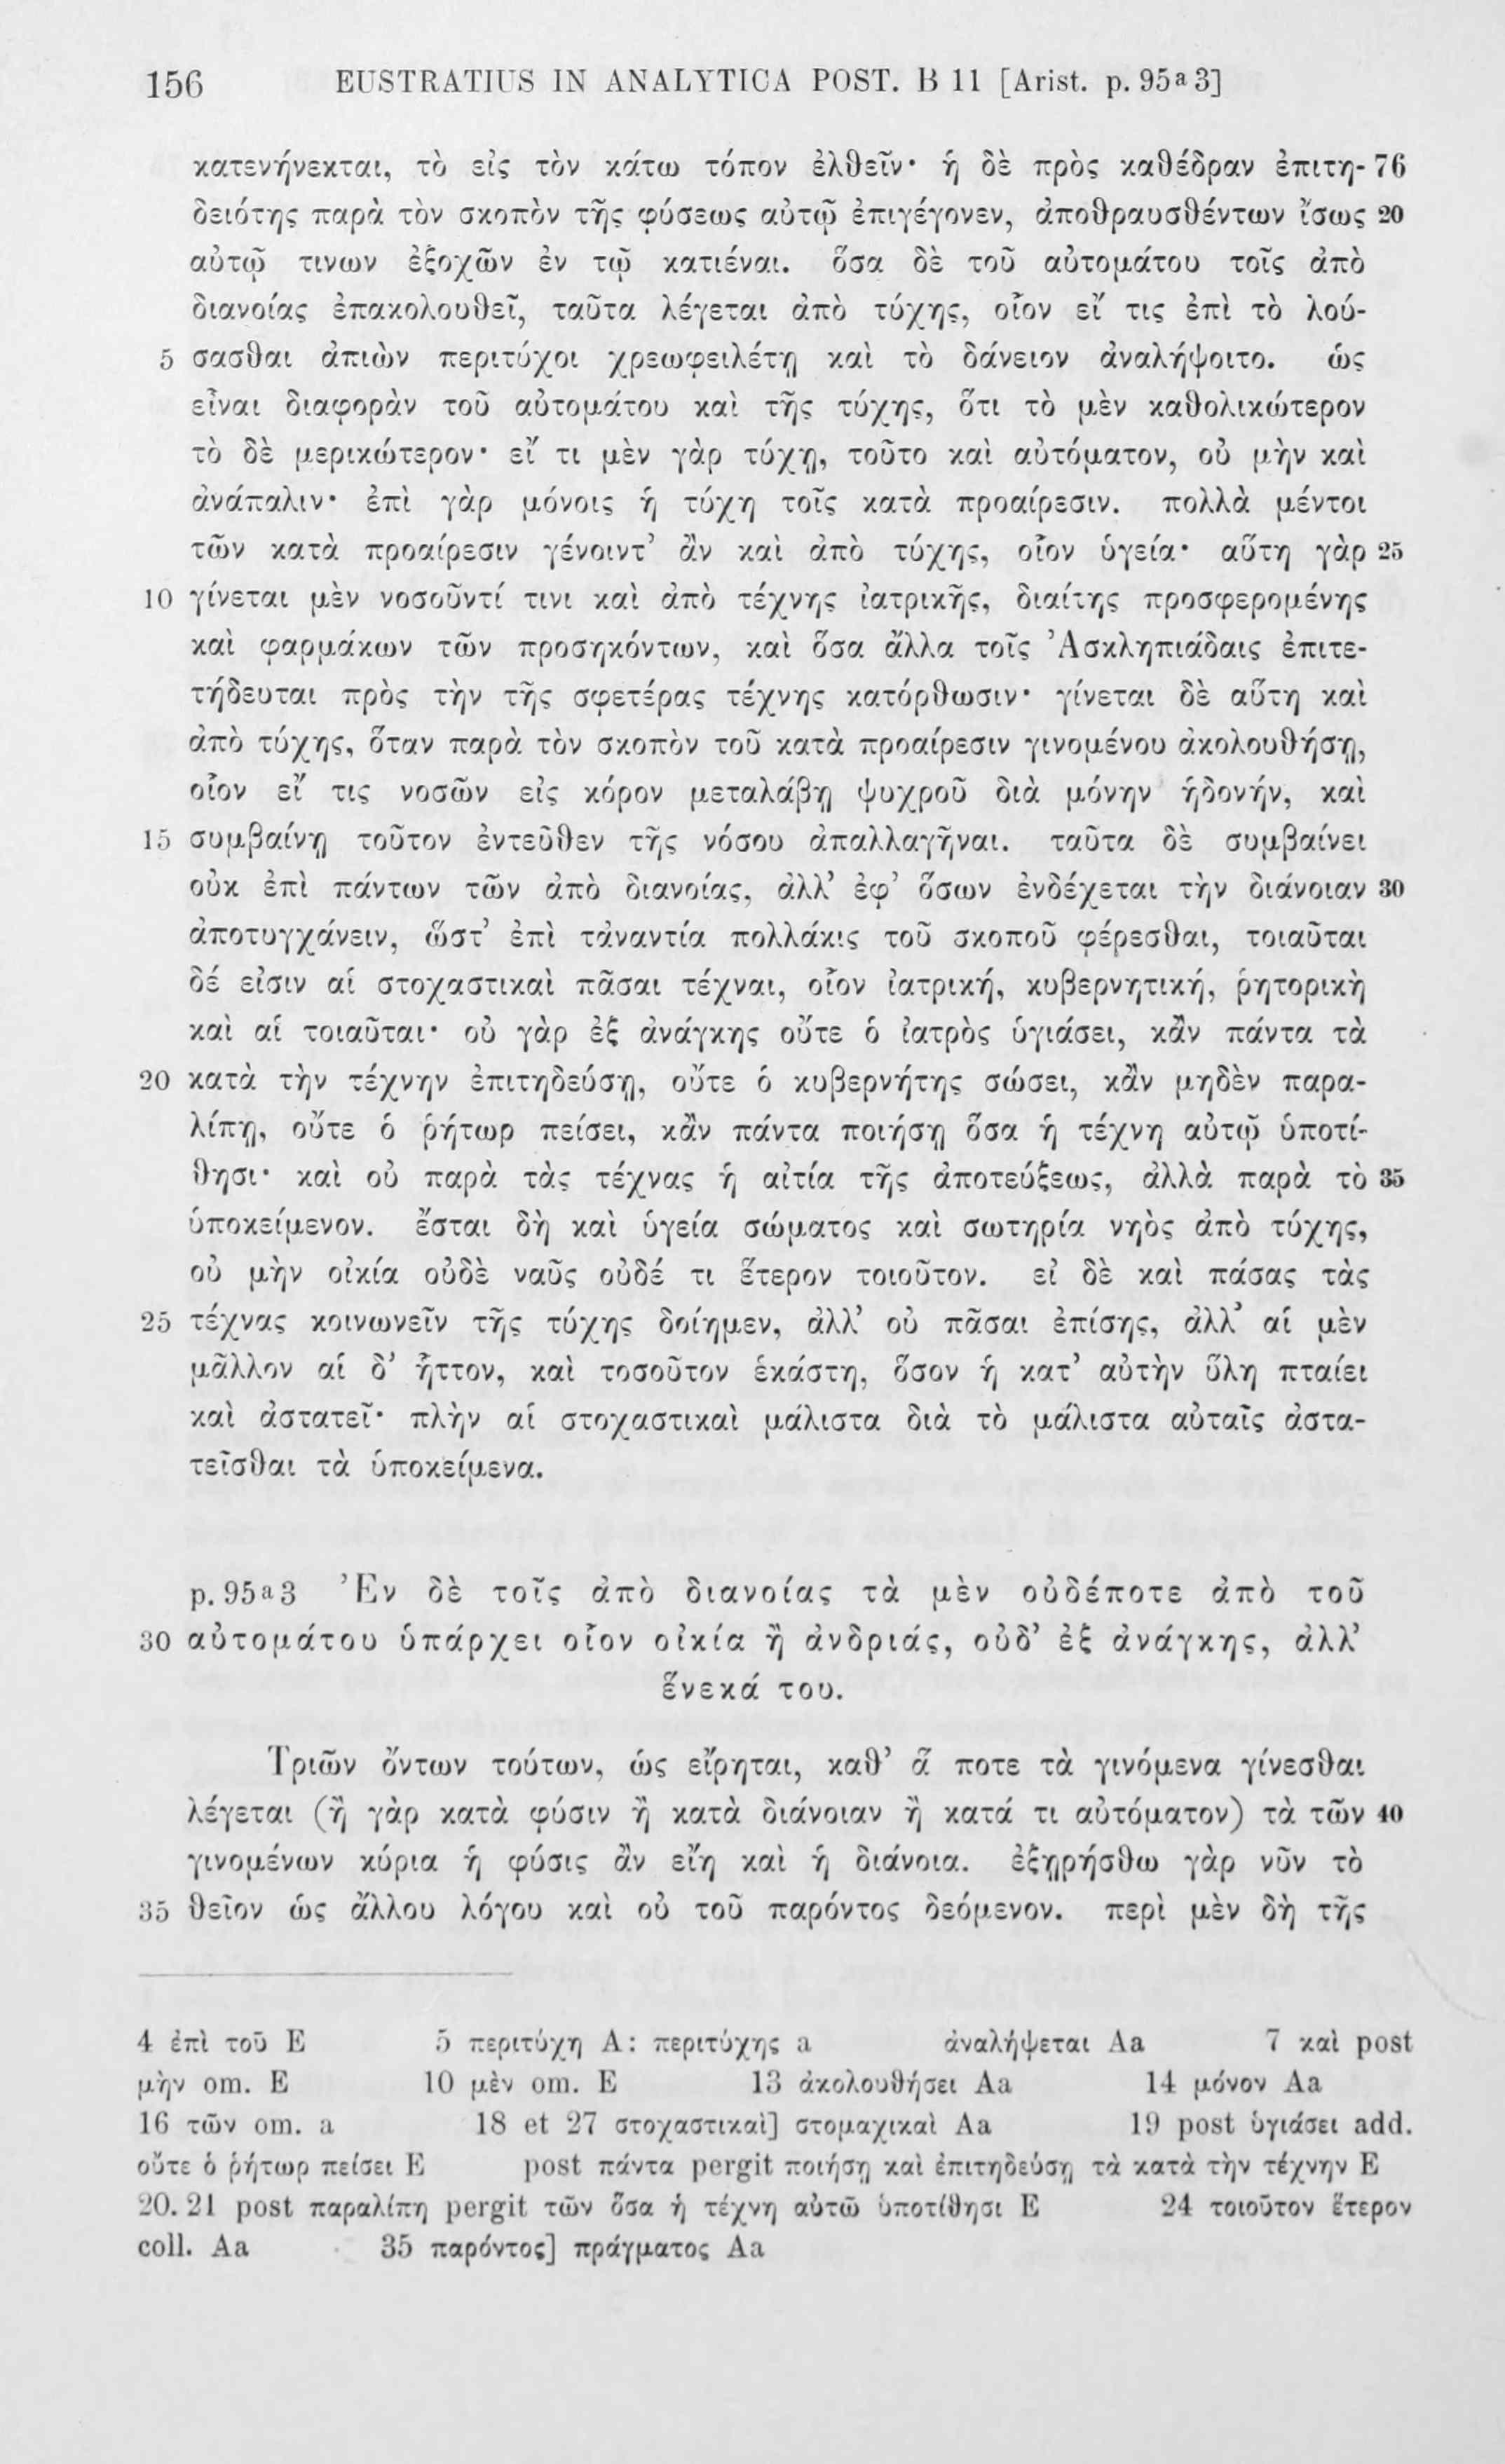 156 EUSTRATIUS IN ANALYTICA POST. B 11 [Arist. p. 95a3]
κατενήνεκται, τὸ εἰς τὸν κάτω τόπον ἐλθεῖν· ἡ δὲ πρὸς καθέδραν ἐπιτη- 76
δειότης παρὰ τὸν σκοπὸν τῆς φύσεως αὐτῷ ἐπιγέγονεν, ἀποθραυσθέντων ἴσως 20
αὐτῷ τινων ἐξοχῶν ἐν τῷ κατιέναι. ὅσα δὲ τοῦ αὐτομάτου τοῖς ἀπὸ
διανοίας ἐπακολουθεῖ, ταῦτα λέγεται ἀπὸ τύχης, οἷον εἴ τις ἐπὶ τὸ λού-
5 σασθαι ἀπιὼν περιτύχοι χρεωφειλέτῃ καὶ τὸ δάνειον ἀναλήψοιτο. ὡς
εἶναι διαφορὰν τοῦ αὐτομάτου καὶ τῆς τύχης, ὅτι τὸ μὲν καθολικώτερον
τὸ δὲ μερικώτερον· εἴ τι μὲν γὰρ τύχῃ, τοῦτο καὶ αὐτόματον, οὐ μὴν καὶ
ἀνάπαλιν· ἐπὶ γὰρ μόνοις ἡ τύχη τοῖς κατὰ προαίρεσιν. πολλὰ μέντοι
τῶν κατὰ προαίρεσιν γένοιντ’ ἂν καὶ ἀπὸ τύχης, οἷον ὑγεία· αὕτη γὰρ 25
10 γίνεται μὲν νοσοῦντί τινι καὶ ἀπὸ τέχνης ἰατρικῆς, διαίτης προσφερομένης
καὶ φαρμάκων τῶν προσηκόντων, καὶ ὅσα ἄλλα τοῖς Ἀσκληπιάδαις ἐπιτε-
τήδευται πρὸς τὴν τῆς σφετέρας τέχνης κατόρθωσιν· γίνεται δὲ αὕτη καὶ
ἀπὸ τύχης, ὅταν παρὰ τὸν σκοπὸν τοῦ κατὰ προαίρεσιν γινομένου ἀκολουθήσῃ,
οἷον εἴ τις νοσῶν εἰς κόρον μεταλάβῃ ψυχροῦ διὰ μόνην ἡδονήν, καὶ
15 συμβαίνῃ τοῦτον ἐντεῦθεν τῆς νόσου ἀπαλλαγῆναι. ταῦτα δὲ συμβαίνει
οὐκ ἐπὶ πάντων τῶν ἀπὸ διανοίας, ἀλλ’ ἐφ’ ὅσων ἐνδέχεται τὴν διάνοιαν 30
ἀποτυγχάνειν, ὥστ’ ἐπὶ τἀναντία πολλάκις τοῦ σκοποῦ φέρεσθαι, τοιαῦται
δέ εἰσιν αἱ στοχαστικαὶ πᾶσαι τέχναι, οἷον ἰατρική, κυβερνητική, ῥητορικὴ
καὶ αἱ τοιαῦται· οὐ γὰρ ἐξ ἀνάγκης οὔτε ὁ ἰατρὸς ὑγιάσει, κἂν πάντα τὰ
20 κατὰ τὴν τέχνην ἐπιτηδεύσῃ, οὔτε ὁ κυβερνήτης σώσει, κἂν μηδὲν παρα-
λίπῃ, οὔτε ὁ ῥήτωρ πείσει, κἂν πάντα ποιήσῃ ὅσα ἡ τέχνη αὐτῷ ὑποτί-
θησι· καὶ οὐ παρὰ τὰς τέχνας ἡ αἰτία τῆς ἀποτεύξεως, ἀλλὰ παρὰ τὸ 35
ὑποκείμενον. ἔσται δὴ καὶ ὑγεία σώματος καὶ σωτηρία νηὸς ἀπὸ τύχης,
οὐ μὴν οἰκία οὐδὲ ναῦς οὐδέ τι ἕτερον τοιοῦτον. εἰ δὲ καὶ πάσας τὰς
25 τέχνας κοινωνεῖν τῆς τύχης δοίημεν, ἀλλ’ οὐ πᾶσαι ἐπίσης, ἀλλ’ αἱ μὲν
μᾶλλον αἱ δ’ ἧττον, καὶ τοσοῦτον ἑκάστη, ὅσον ἡ κατ’ αὐτὴν ὕλη πταίει
καὶ ἀστατεῖ· πλὴν αἱ στοχαστικαὶ μάλιστα διὰ τὸ μάλιστα αὐταῖς ἀστα-
τεῖσθαι τὰ ὑποκείμενα.
p. 95a3 Ἐν δὲ τοῖς ἀπὸ διανοίας τὰ μὲν οὐδέποτε ἀπὸ τοῦ
30 αὐτομάτου ὑπάρχει οἷον οἰκία ἢ ἀνδριάς, οὐδ’ ἐξ ἀνάγκης, ἀλλ’
ἕνεκά του.
Τριῶν ὄντων τούτων, ὡς εἴρηται, καθ’ ἅ ποτε τὰ γινόμενα γίνεσθαι
λέγεται (ἢ γὰρ κατὰ φύσιν ἢ κατὰ διάνοιαν ἢ κατά τι αὐτόματον) τὰ τῶν 40
γινομένων κύρια ἡ φύσις ἂν εἴη καὶ ἡ διάνοια. ἐξῃρήσθω γὰρ νῦν τὸ
35 θεῖον ὡς ἄλλου λόγου καὶ οὐ τοῦ παρόντος δεόμενον. περὶ μὲν δὴ τῆς
4 ἐπὶ τοῦ E 5 περιτύχη A: περιτύχης a ἀναλήψεται Aa 7 καὶ post
μὴν om. E 10 μὲν om. E 13 ἀκολουθήσει Aa 14 μόνον Aa
16 τῶν om. a 18 et 27 στοχαστικαὶ] στομαχικαὶ Aa 19 post ὑγιάσει add.
οὔτε ὁ ῥήτωρ πείσει E post πάντα pergit ποιήσῃ καὶ ἐπιτηδεύσῃ τὰ κατὰ τὴν τέχνην E
20. 21 post παραλίπη pergit τῶν ὅσα ἡ τέχνη αὐτῶ ὑποτίθησι E 24 τοιοῦτον ἕτερον
coll. Aa 35 παρόντος] πράγματος Aa